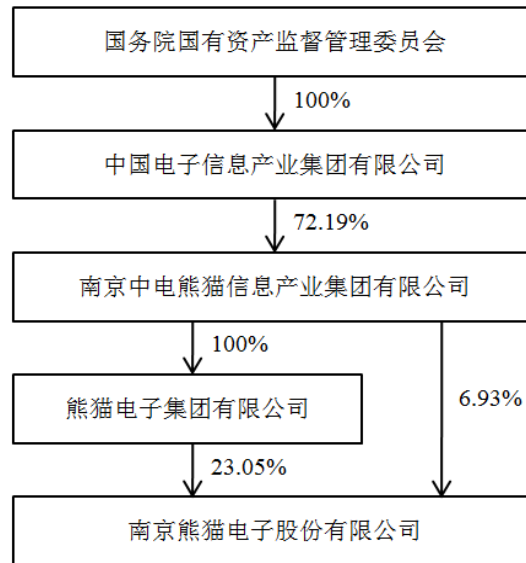 国务院国有资产监督管理委员会
100%
中国电子信息产业集团有限公司
72.19%
南京中电熊猫信息产业集团有限公司
100%
熊猫电子集团有限公司
6.93%
23.05%
南京熊猫电子股份有限公司